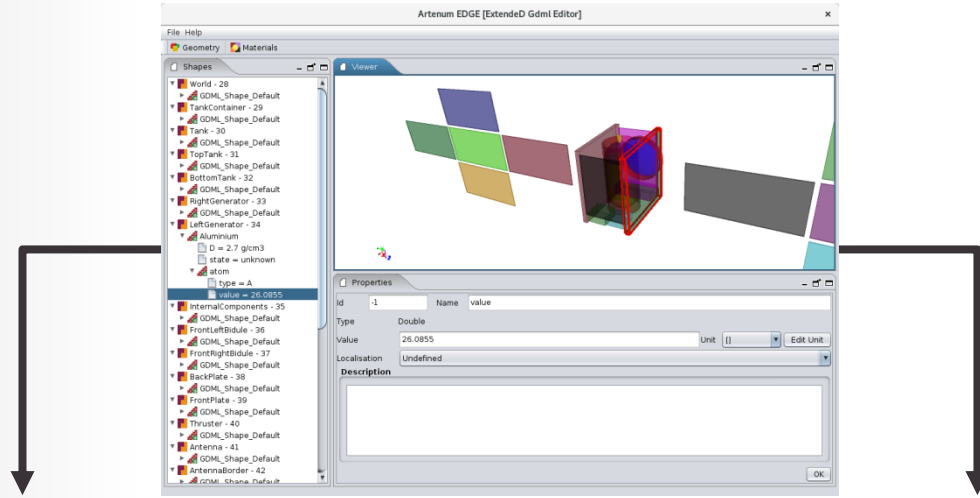 Artenum EDGE [ExtendeD Gdml Editor]
File Help
Geometry Materials
Shapes
World - 28
GDML_Shape_Default
TankContainer - 29
GDML_Shape_Default
Tank - 30
GDML_Shape_Default
TopTank - 31
GDML_Shape_Default
BottomTank - 32
GDML_Shape_Default
RightGenerator - 33
GDML_Shape_Default
LeftGenerator - 34
Aluminium
D = 2.7 g/cm3
state = unknown
atom
type = A
value = 26.0855
InternalComponents - 35
GDML_Shape_Default
FrontLeftBidule - 36
GDML_Shape_Default
FrontRightBidule - 37
GDML_Shape_Default
BackPlate - 38
GDML_Shape_Default
FrontPlate - 39
GDML_Shape_Default
Thruster - 40
GDML_Shape_Default
Antenna - 41
GDML_Shape_Default
AntennaBorder - 42
GDML_Shape_Default
Viewer
Properties
Id -1 Name value
Type Double
Value 26.0855 Unit [] Edit Unit
Localisation Undefined
Description
OK